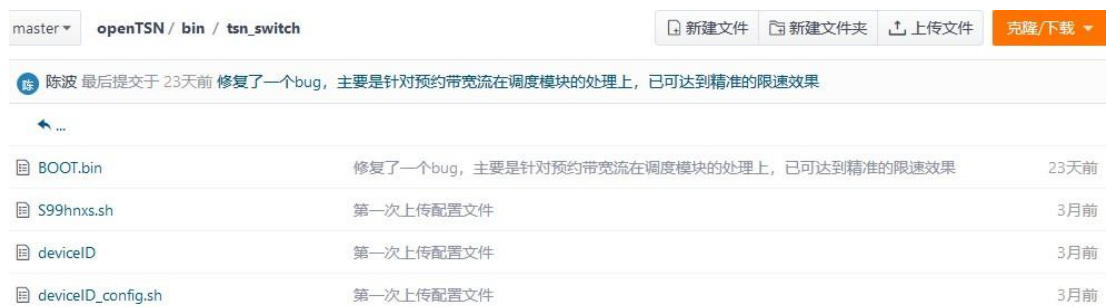 master openTSN / bin / tsn_switch 新建文件 新建文件夹 上传文件 克隆/下载
陈 陈波 最后提交于 23天前 修复了一个bug，主要是针对预约带宽流在调度模块的处理上，已可达到精准的限速效果
...
BOOT.bin 修复了一个bug，主要是针对预约带宽流在调度模块的处理上，已可达到精准的限速效果 23天前
S99hnxs.sh 第一次上传配置文件 3月前
deviceID 第一次上传配置文件 3月前
deviceID_config.sh 第一次上传配置文件 3月前